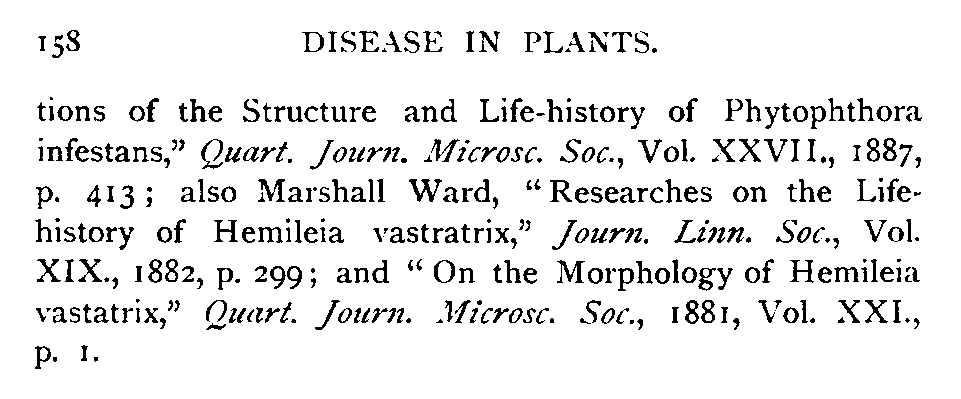 158 DISEASE IN PLANTS.
tions of the Structure and Life-history of Phytophthora
infestans,” Quart. Journ. Microsc. Soc., Vol. XXVII., 1887,
p. 413; also Marshall Ward, “Researches on the Life-
history of Hemileia vastratrix,” Journ. Linn. Soc., Vol.
XIX., 1882, p. 299; and “On the Morphology of Hemileia
vastatrix,” Quart. Journ. Microsc. Soc., 1881, Vol. XXI.,
p. 1.